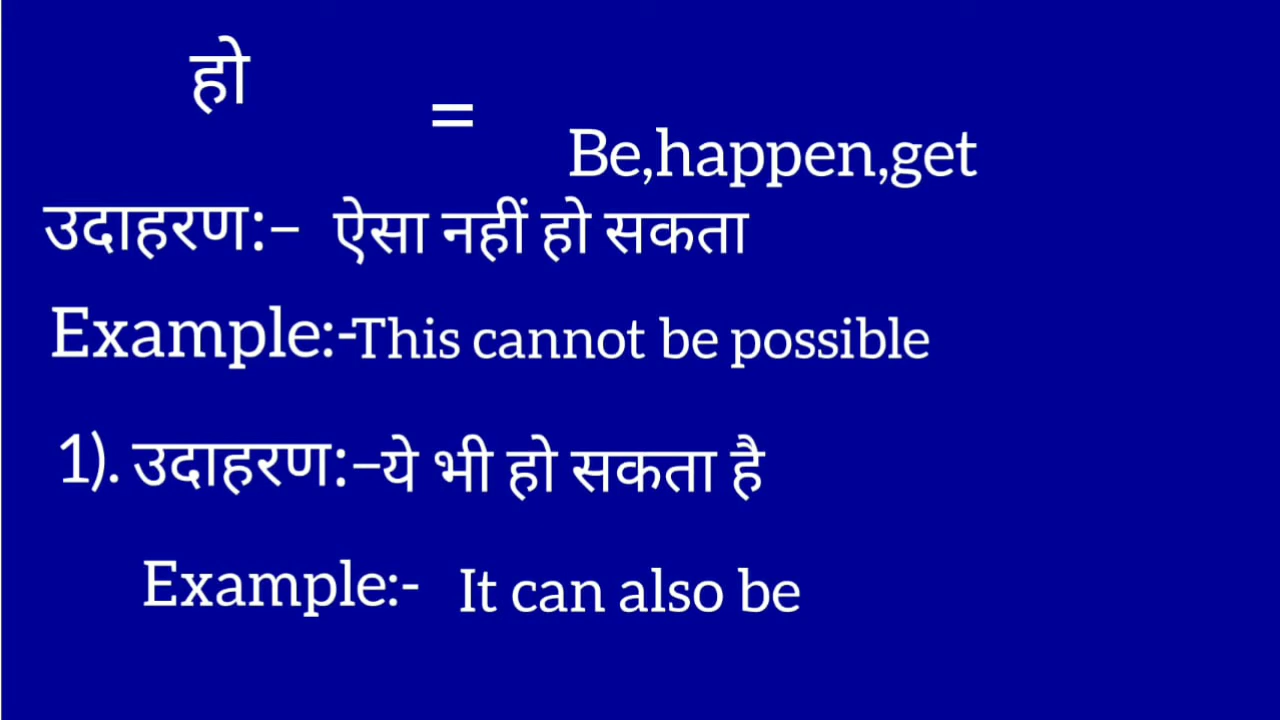 हो = Be,happen,get
उदाहरण:– ऐसा नहीं हो सकता
Example:-This cannot be possible
1). उदाहरण:–ये भी हो सकता है
Example:- It can also be